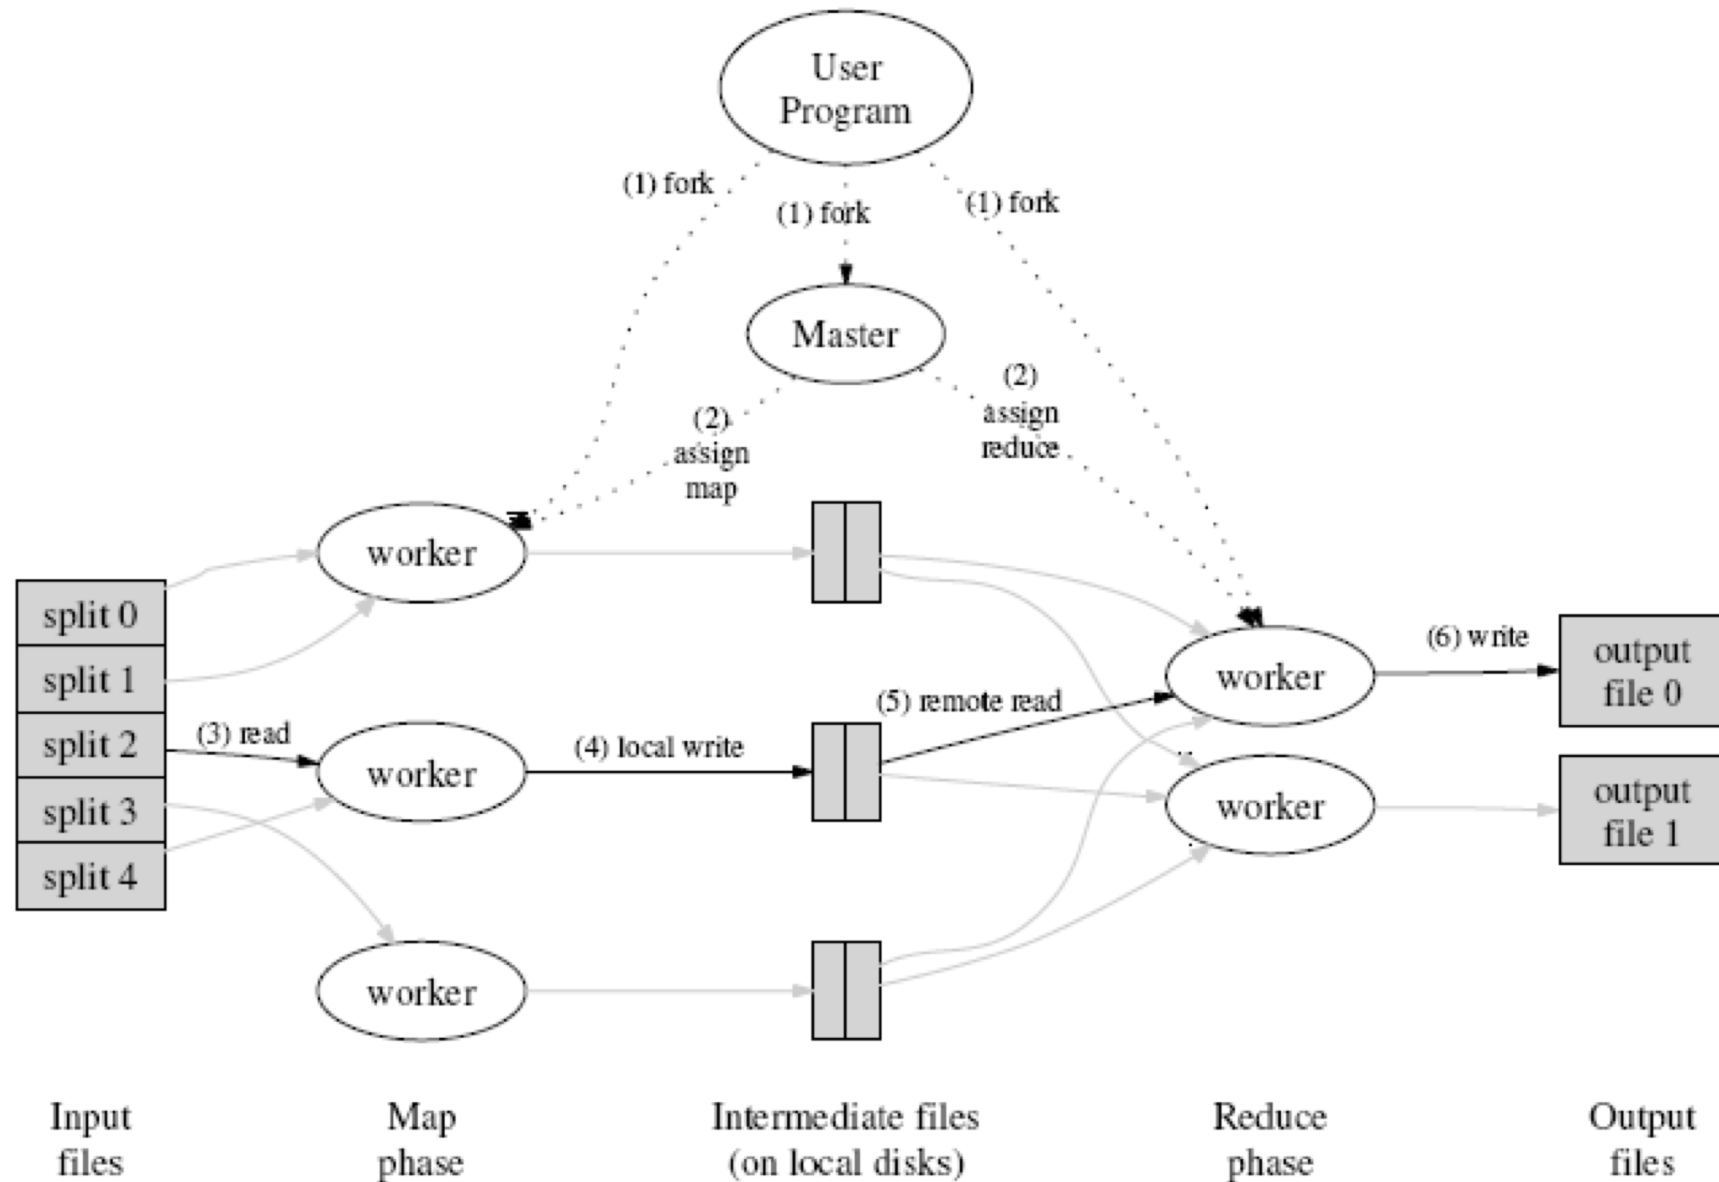 User
Program
(1) fork
(1) fork
(1) fork
Master
(2)
assign
map
(2)
assign
reduce
worker
split 0
split 1
split 2
split 3
split 4
(3) read
worker
(4) local write
worker
(5) remote read
worker
worker
(6) write
output
file 0
output
file 1
Input
files
Map
phase
Intermediate files
(on local disks)
Reduce
phase
Output
files